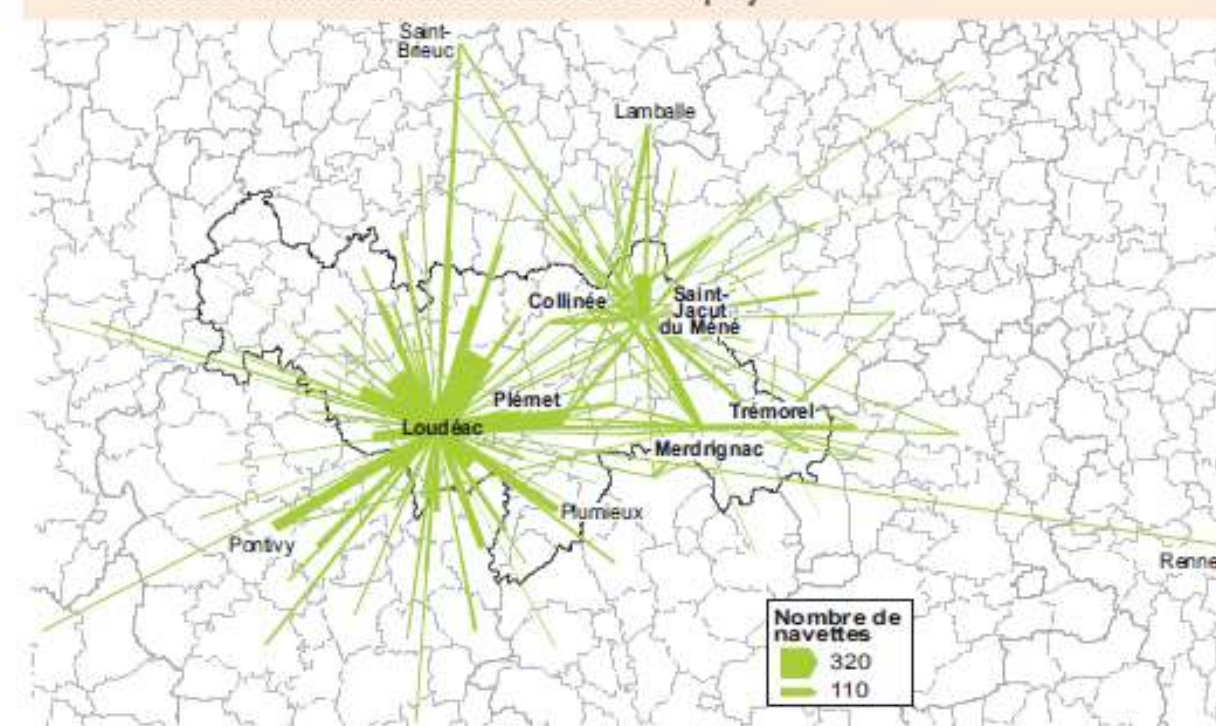 Saint-
Brieuc
Lamballe
Collinée
Saint-
Jacut
du Méné
Plémet
Trémorel
Loudéac
Merdrignac
Plumieux
Pontivy
Renne
Nombre de
navettes
320
110